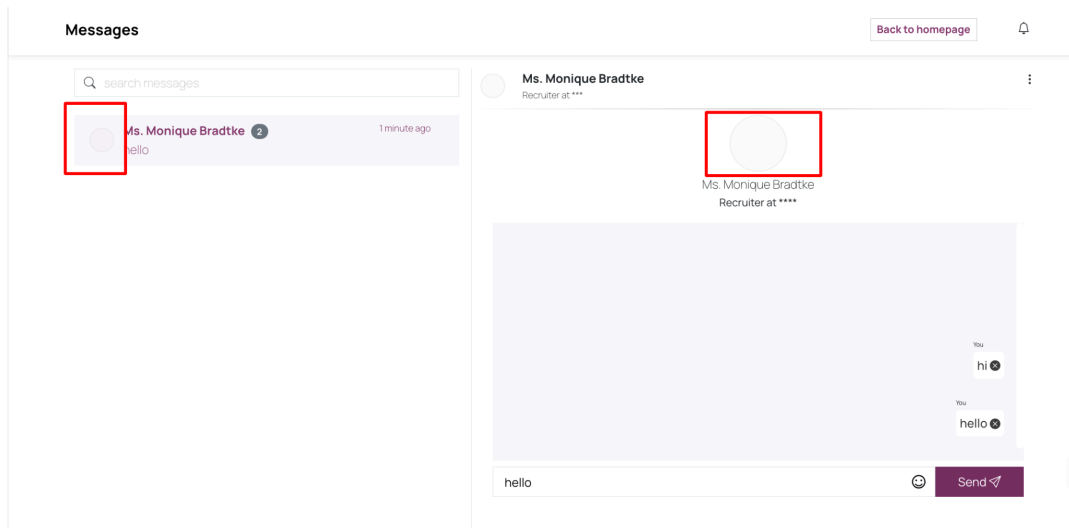 Messages
Back to homepage
search messages
Ms. Monique Bradtke 2
1 minute ago
hello
Ms. Monique Bradtke
Recruiter at ***
Ms. Monique Bradtke
Recruiter at ****
You
hi
You
hello
hello
Send